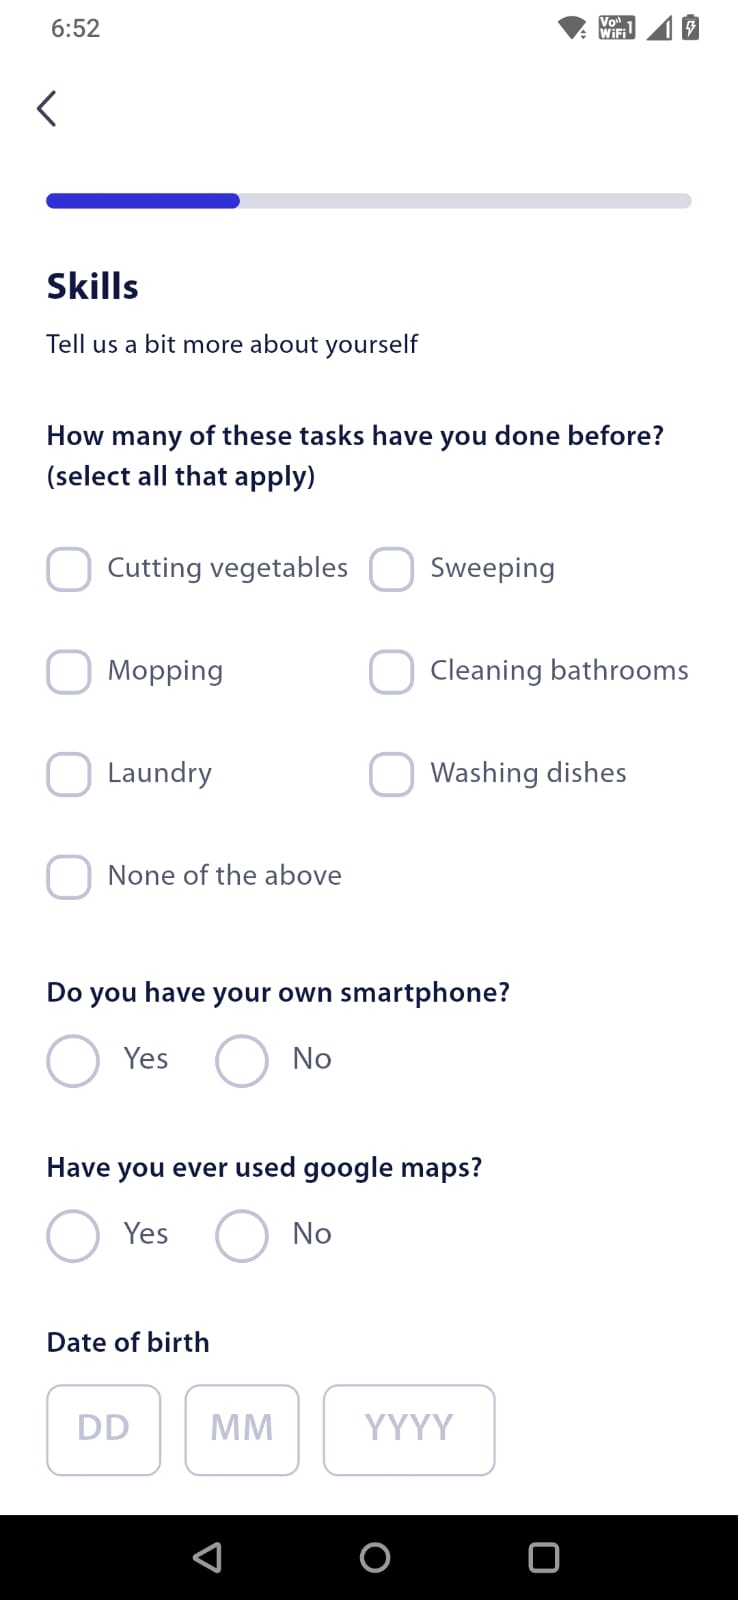 6:52
Vo)) 1
WiFi
Skills
Tell us a bit more about yourself
How many of these tasks have you done before?
(select all that apply)
Cutting vegetables Sweeping
Mopping Cleaning bathrooms
Laundry Washing dishes
None of the above
Do you have your own smartphone?
Yes No
Have you ever used google maps?
Yes No
Date of birth
DD MM YYYY